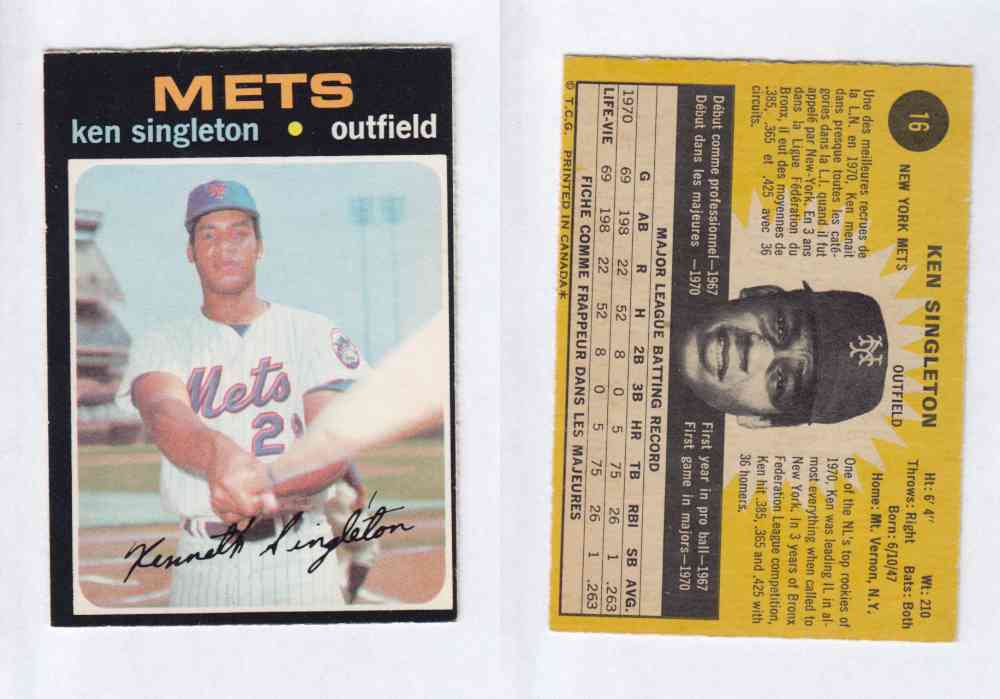 METS
ken singleton • outfield
Mets
2
Kenneth Singleton
16
KEN SINGLETON
NEW YORK METS
OUTFIELD
Ht: 6' 4" Wt: 210
Throws: Right Bats: Both
Born: 6/10/47
Home: Mt. Vernon, N.Y.
Une des meilleures recrues de
la L.N. en 1970, Ken menait
dans presque toutes les caté-
gories dans la L.I. quand il fut
appelé par New-York. En 3 ans
dans la Ligue Fédération du
Bronx, il eut des moyennes de
.385, .365 et .425 avec 36
circuits.
One of the NL's top rookies of
1970, Ken was leading IL in al-
most everything when called to
New York. In 3 years of Bronx
Federation League competition,
Ken hit .385, .365 and .425 with
36 homers.
NY
Début comme professionnel—1967
Début dans les majeures —1970
First year in pro ball—1967
First game in majors—1970
MAJOR LEAGUE BATTING RECORD
G AB R H 2B 3B HR TB RBI SB AVG.
1970 69 198 22 52 8 0 5 75 26 1 .263
LIFE-VIE 69 198 22 52 8 0 5 75 26 1 .263
FICHE COMME FRAPPEUR DANS LES MAJEURES
© T.C.G. PRINTED IN CANADA*